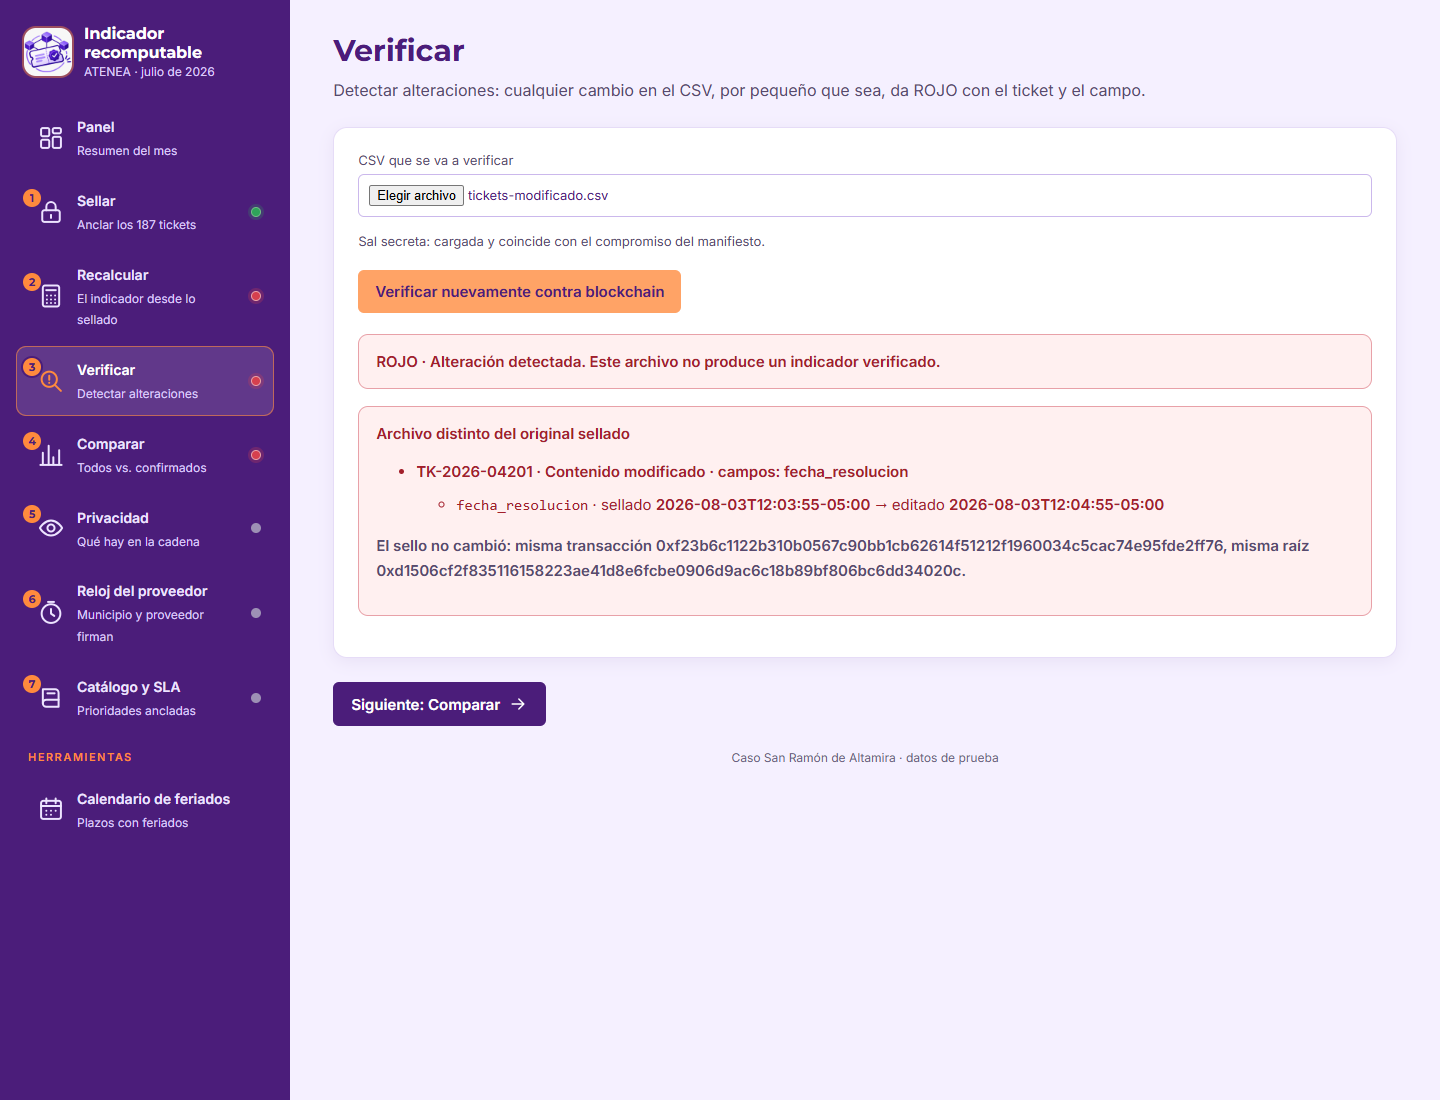 Indicador
recomputable
ATENEA · julio de 2026
Panel
Resumen del mes
1
Sellar
Anclar los 187 tickets
2
Recalcular
El indicador desde lo
sellado
3
Verificar
Detectar alteraciones
4
Comparar
Todos vs. confirmados
5
Privacidad
Qué hay en la cadena
6
Reloj del proveedor
Municipio y proveedor
firman
7
Catálogo y SLA
Prioridades ancladas
HERRAMIENTAS
Calendario de feriados
Plazos con feriados
Verificar
Detectar alteraciones: cualquier cambio en el CSV, por pequeño que sea, da ROJO con el ticket y el campo.
CSV que se va a verificar
Elegir archivo tickets-modificado.csv
Sal secreta: cargada y coincide con el compromiso del manifiesto.
Verificar nuevamente contra blockchain
ROJO · Alteración detectada. Este archivo no produce un indicador verificado.
Archivo distinto del original sellado
• TK-2026-04201 · Contenido modificado · campos: fecha_resolucion
◦ fecha_resolucion · sellado 2026-08-03T12:03:55-05:00 → editado 2026-08-03T12:04:55-05:00
El sello no cambió: misma transacción 0xf23b6c1122b310b0567c90bb1cb62614f51212f1960034c5cac74e95fde2ff76, misma raíz
0xd1506cf2f835116158223ae41d8e6fcbe0906d9ac6c18b89bf806bc6dd34020c.
Siguiente: Comparar →
Caso San Ramón de Altamira · datos de prueba